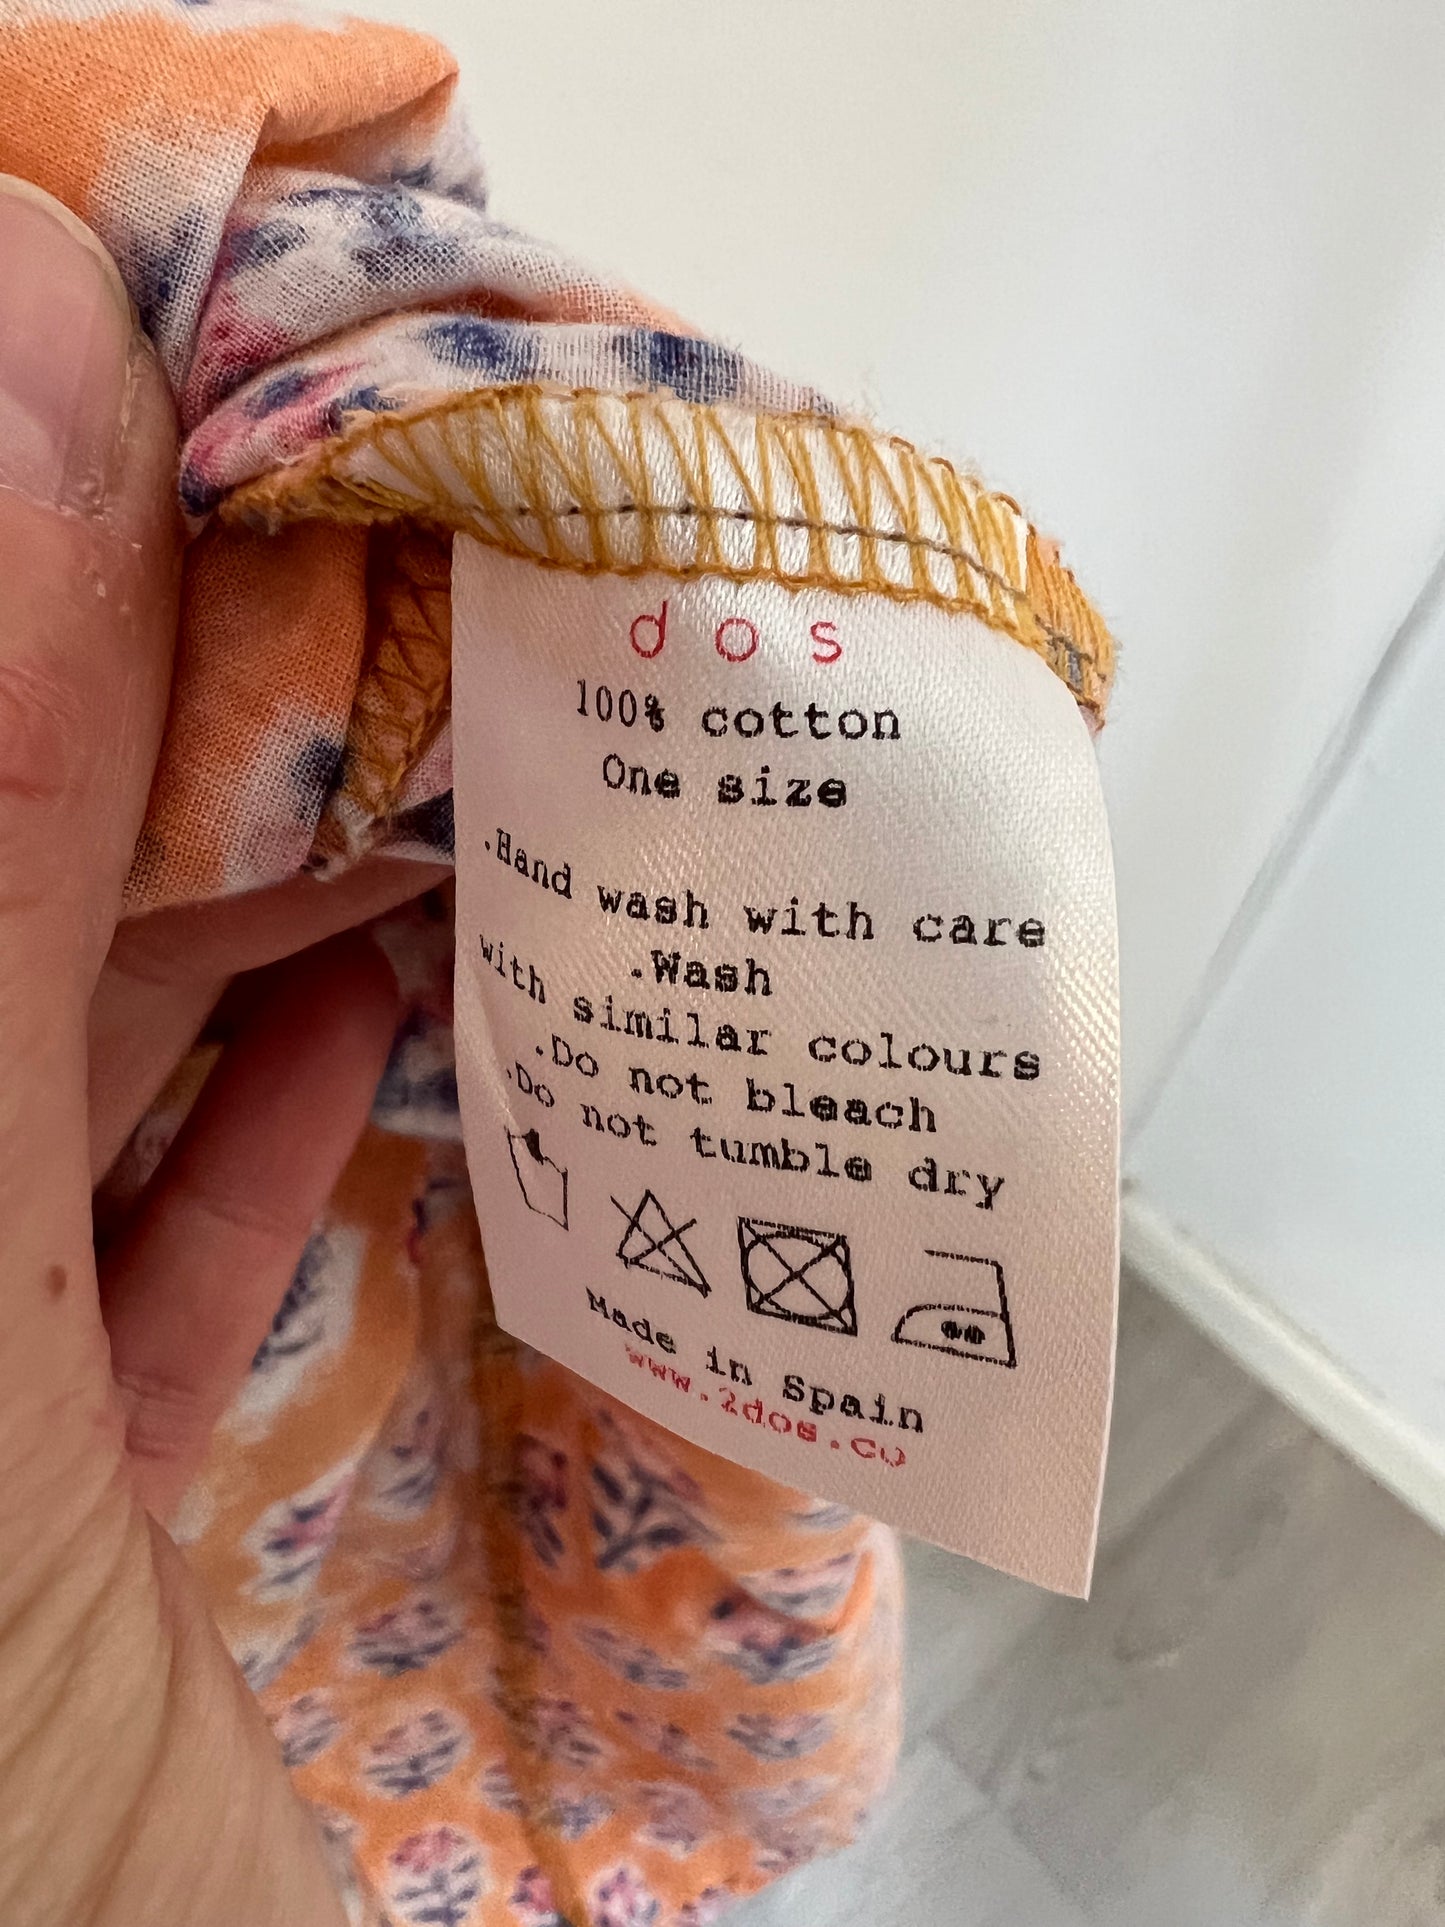 dos
100% cotton
One size
.Hand wash with care
.Wash
with similar colours
.Do not bleach
.Do not tumble dry
Made in Spain
www.2dos.co